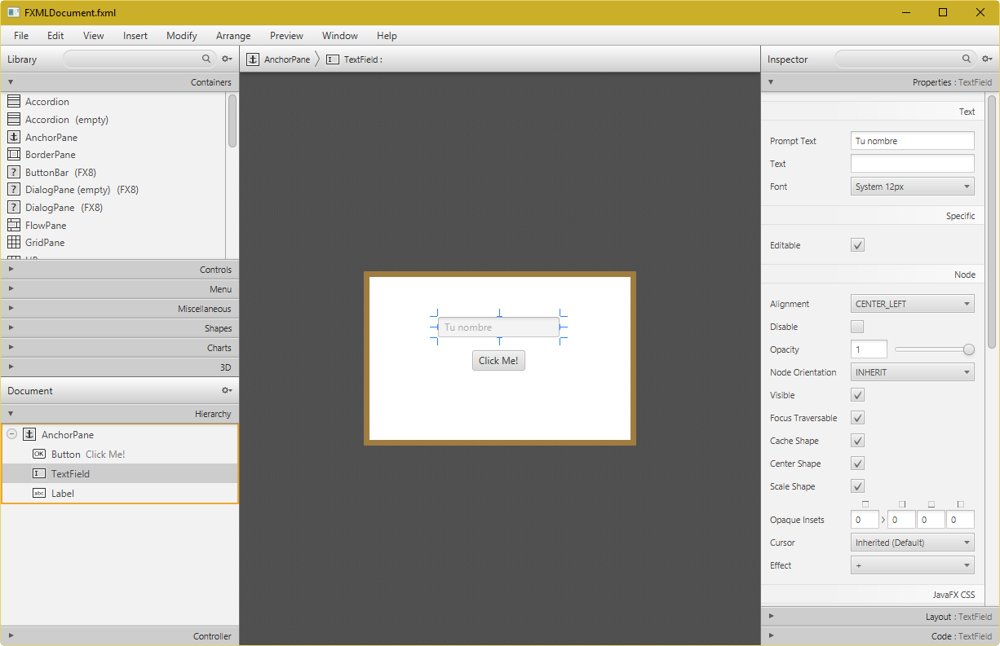 FXMLDocument.fxml
File Edit View Insert Modify Arrange Preview Window Help
Library
AnchorPane TextField :
Inspector
Containers
Accordion
Accordion (empty)
AnchorPane
BorderPane
ButtonBar (FX8)
DialogPane (empty) (FX8)
DialogPane (FX8)
FlowPane
GridPane
Controls
Menu
Miscellaneous
Shapes
Charts
3D
Document
Hierarchy
AnchorPane
OK Button Click Me!
TextField
abc Label
Controller
Tu nombre
Click Me!
Properties : TextField
Text
Prompt Text Tu nombre
Text
Font System 12px
Specific
Editable
Node
Alignment CENTER_LEFT
Disable
Opacity 1
Node Orientation INHERIT
Visible
Focus Traversable
Cache Shape
Center Shape
Scale Shape
Opaque Insets 0 0 0 0
Cursor Inherited (Default)
Effect +
JavaFX CSS
Layout : TextField
Code : TextField